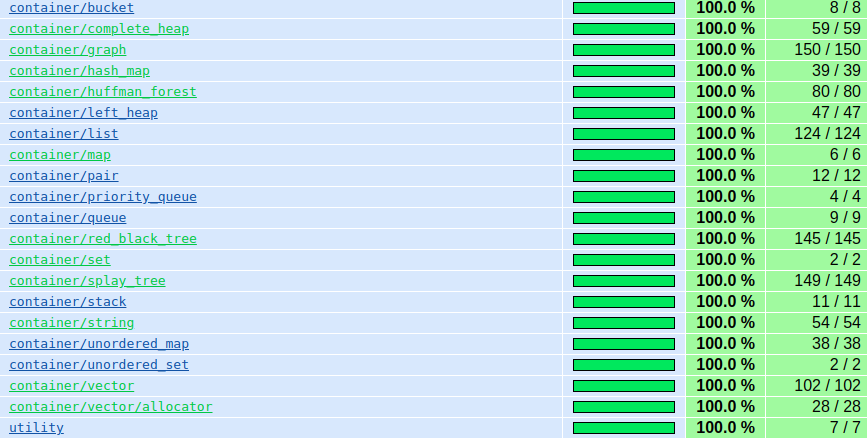 container/bucket 100.0 % 8 / 8
container/complete_heap 100.0 % 59 / 59
container/graph 100.0 % 150 / 150
container/hash_map 100.0 % 39 / 39
container/huffman_forest 100.0 % 80 / 80
container/left_heap 100.0 % 47 / 47
container/list 100.0 % 124 / 124
container/map 100.0 % 6 / 6
container/pair 100.0 % 12 / 12
container/priority_queue 100.0 % 4 / 4
container/queue 100.0 % 9 / 9
container/red_black_tree 100.0 % 145 / 145
container/set 100.0 % 2 / 2
container/splay_tree 100.0 % 149 / 149
container/stack 100.0 % 11 / 11
container/string 100.0 % 54 / 54
container/unordered_map 100.0 % 38 / 38
container/unordered_set 100.0 % 2 / 2
container/vector 100.0 % 102 / 102
container/vector/allocator 100.0 % 28 / 28
utility 100.0 % 7 / 7